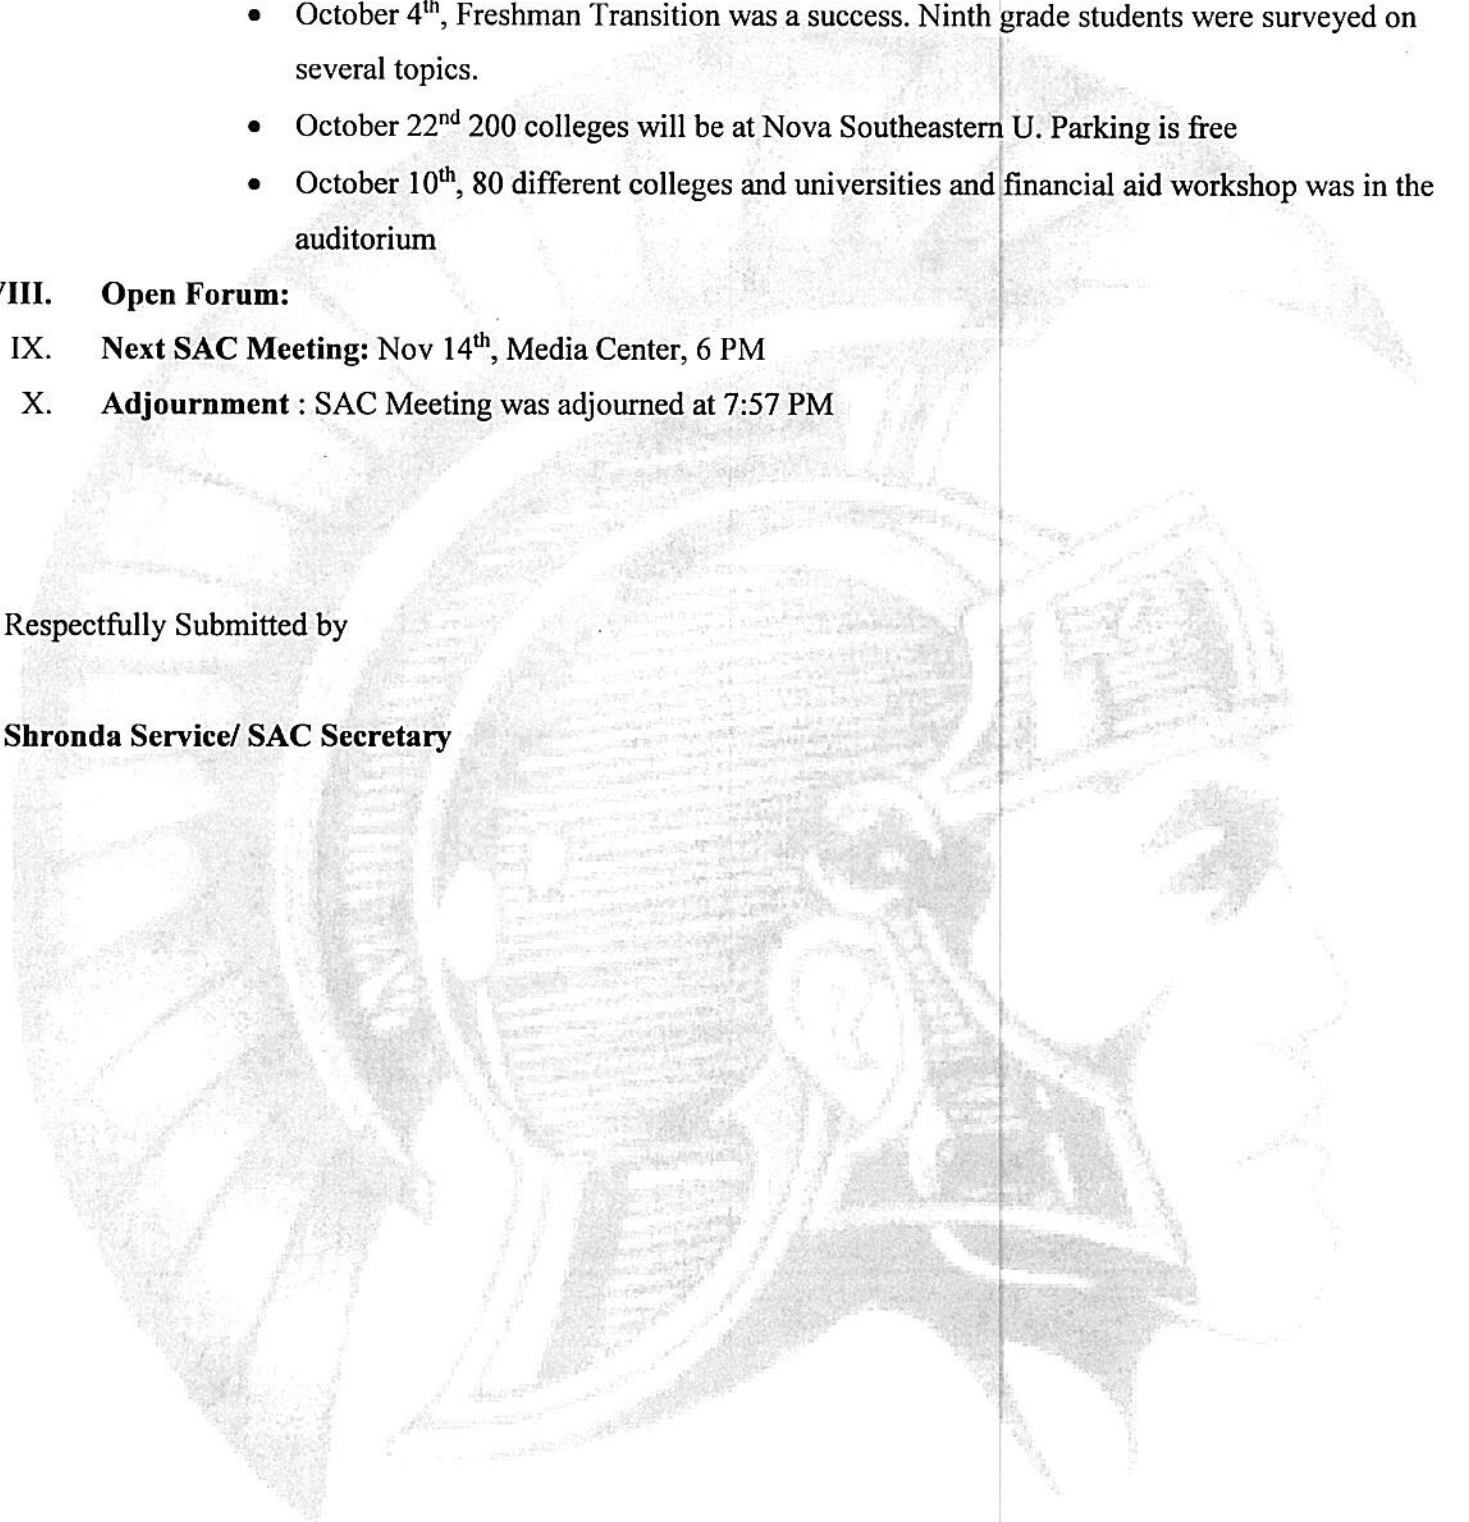 • October 4th, Freshman Transition was a success. Ninth grade students were surveyed on
several topics.
• October 22nd 200 colleges will be at Nova Southeastern U. Parking is free
• October 10th, 80 different colleges and universities and financial aid workshop was in the
auditorium
VIII. Open Forum:
IX. Next SAC Meeting: Nov 14th, Media Center, 6 PM
X. Adjournment : SAC Meeting was adjourned at 7:57 PM
Respectfully Submitted by
Shronda Service/ SAC Secretary